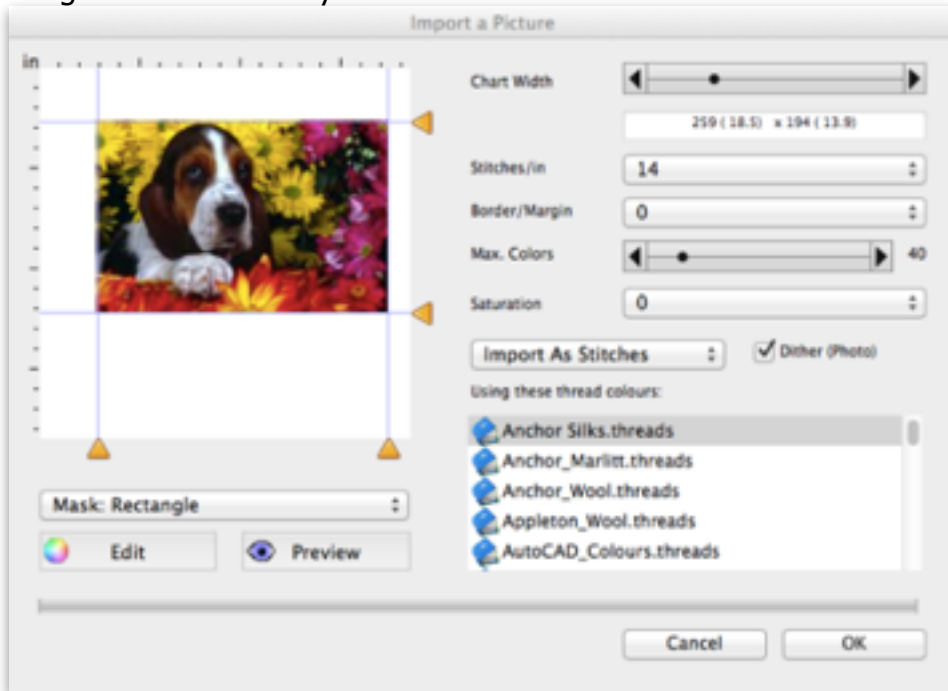 Import a Picture
in
Chart Width
259 ( 18.5) x 194 ( 13.9)
Stitches/in
14
Border/Margin
0
Max. Colors
40
Saturation
0
Import As Stitches
Dither (Photo)
Using these thread colours:
Anchor Silks.threads
Anchor_Marlitt.threads
Anchor_Wool.threads
Appleton_Wool.threads
AutoCAD_Colours.threads
Mask: Rectangle
Edit
Preview
Cancel
OK